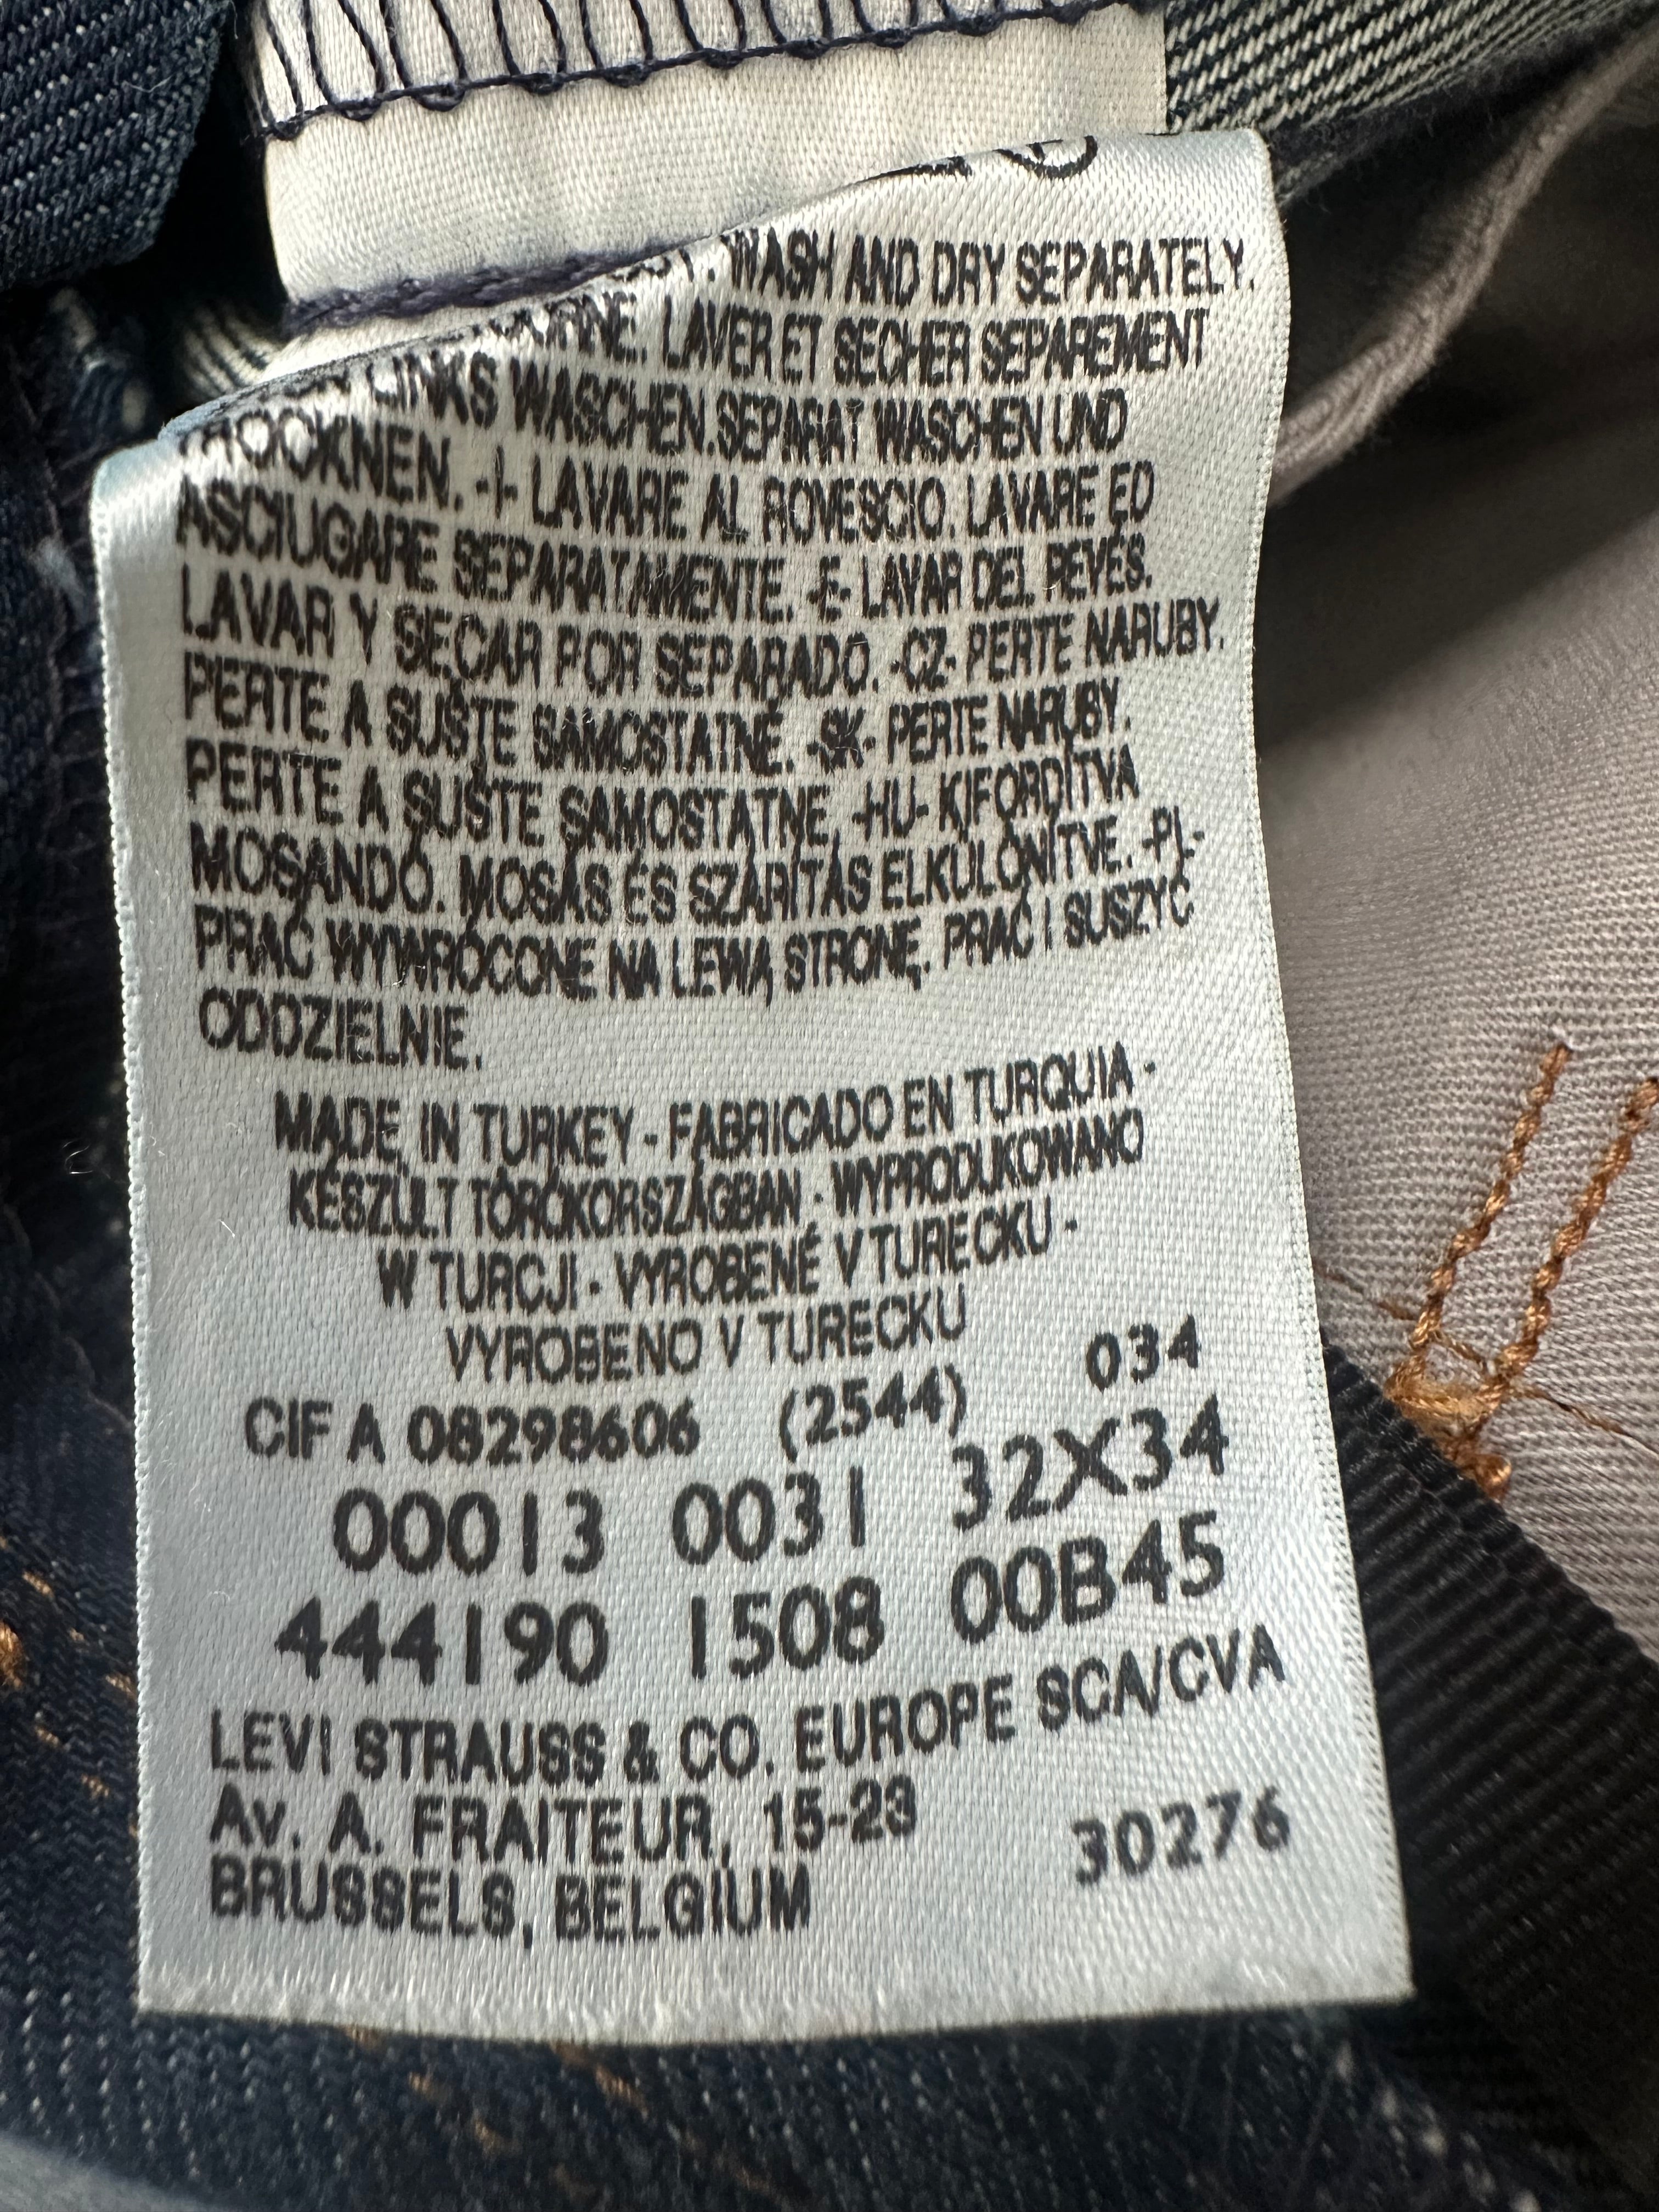 WASH AND DRY SEPARATELY.
LAVER ET SECHER SEPAREMENT
LINKS WASCHEN.SEPARAT WASCHEN UND
TROCKNEN. -I- LAVARE AL ROVESCIO. LAVARE ED
ASCIUGARE SEPARATAMENTE. -E- LAVAR DEL REVÉS.
LAVAR Y SECAR POR SEPARADO. -CZ- PERTE NARUBY.
PERTE A SUŠTE SAMOSTATNĚ. -SK- PERTE NARUBY.
PERTE A SUŠTE SAMOSTATNE. -HU- KIFORDÍTVA
MOSANDÓ. MOSÁS ÉS SZÁRÍTÁS ELKÜLÖNÍTVE. -PL-
PRAĆ WYWRÓCONE NA LEWĄ STRONĘ. PRAĆ I SUSZYĆ
ODDZIELNIE.
MADE IN TURKEY - FABRICADO EN TURQUIA -
KÉSZÜLT TÖRÖKORSZÁGBAN - WYPRODUKOWANO
W TURCJI - VYROBENÉ V TURECKU -
VYROBENO V TURECKU
CIF A 08298606 (2544) 034
00013 0031 32X34
444190 1508 00B45
LEVI STRAUSS & CO. EUROPE SCA/CVA
Av. A. FRAITEUR, 15-23
BRUSSELS, BELGIUM 30276